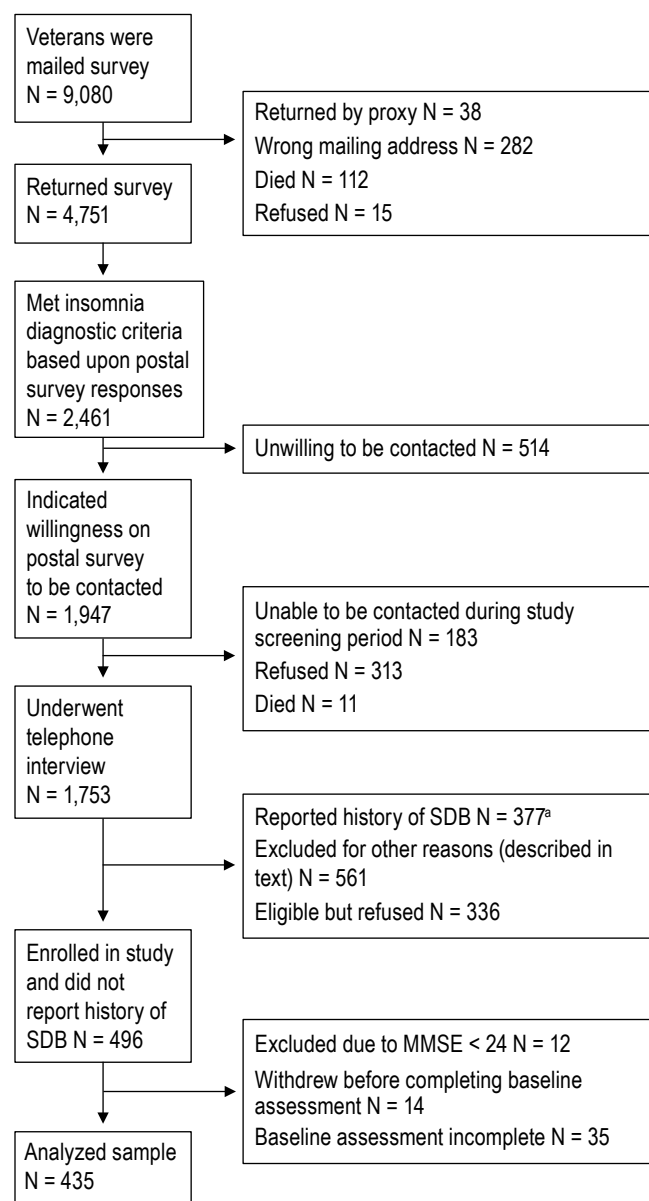 Veterans were
mailed survey
N = 9,080
Returned by proxy N = 38
Wrong mailing address N = 282
Died N = 112
Refused N = 15
Returned survey
N = 4,751
Met insomnia
diagnostic criteria
based upon postal
survey responses
N = 2,461
Unwilling to be contacted N = 514
Indicated
willingness on
postal survey
to be contacted
N = 1,947
Unable to be contacted during study
screening period N = 183
Refused N = 313
Died N = 11
Underwent
telephone
interview
N = 1,753
Reported history of SDB N = 377ᵃ
Excluded for other reasons (described in
text) N = 561
Eligible but refused N = 336
Enrolled in study
and did not
report history of
SDB N = 496
Excluded due to MMSE < 24 N = 12
Withdrew before completing baseline
assessment N = 14
Baseline assessment incomplete N = 35
Analyzed sample
N = 435